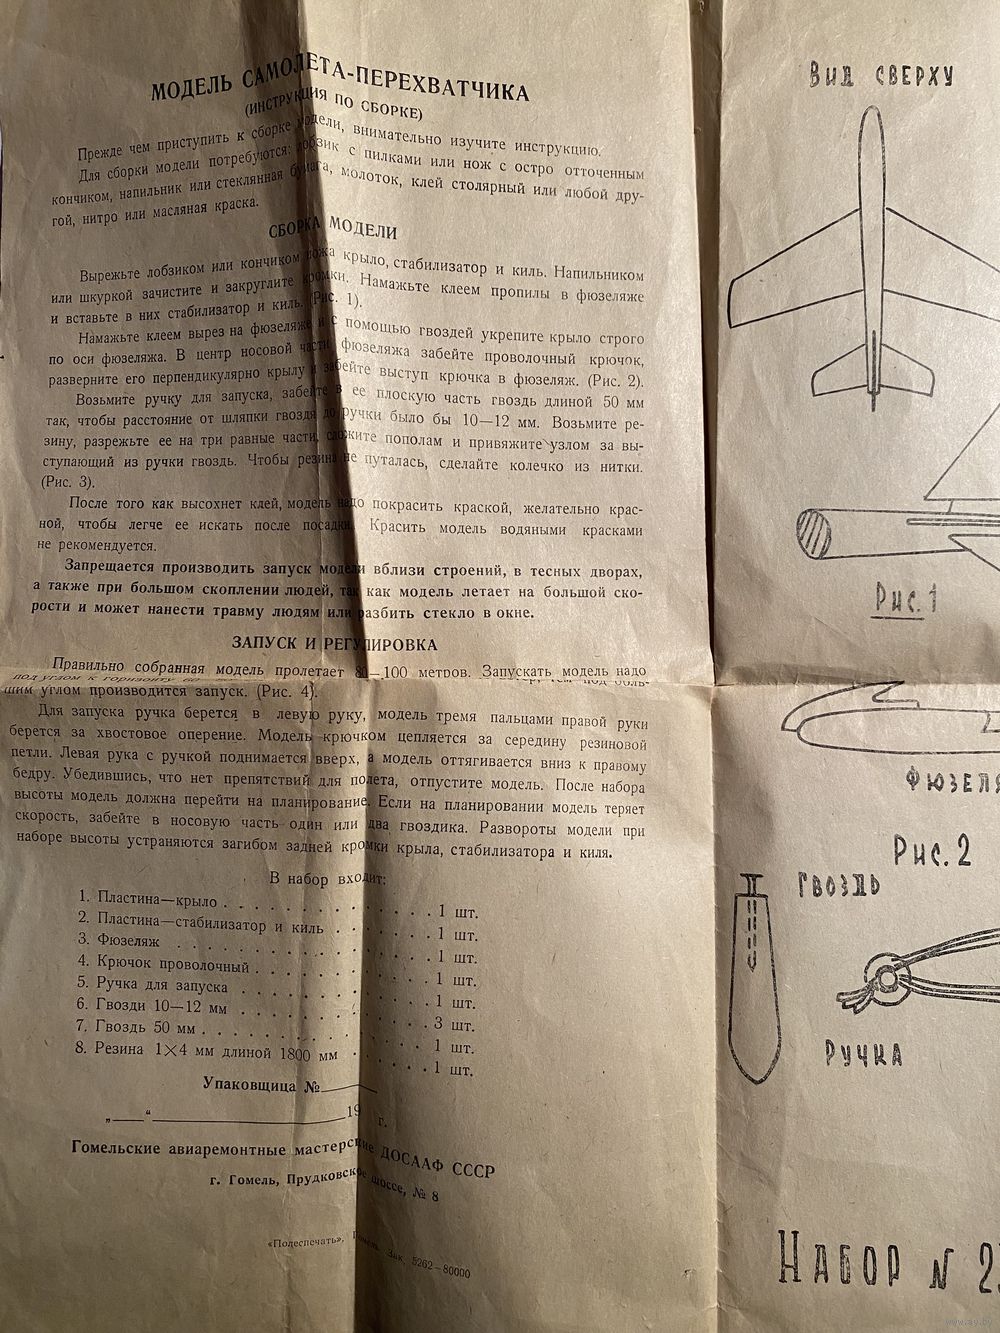 МОДЕЛЬ САМОЛЕТА-ПЕРЕХВАТЧИКА
(ИНСТРУКЦИЯ ПО СБОРКЕ)
Прежде чем приступить к сборке модели, внимательно изучите инструкцию.
Для сборки модели потребуются: лобзик с пилками или нож с остро отточенным
кончиком, напильник или стеклянная бумага, молоток, клей столярный или любой дру-
гой, нитро или масляная краска.
СБОРКА МОДЕЛИ
Вырежьте лобзиком или кончиком ножа крыло, стабилизатор и киль. Напильником
или шкуркой зачистите и закруглите кромки. Намажьте клеем пропилы в фюзеляже
и вставьте в них стабилизатор и киль. (Рис. 1).
Намажьте клеем вырез на фюзеляже и с помощью гвоздей укрепите крыло строго
по оси фюзеляжа. В центр носовой части фюзеляжа забейте проволочный крючок,
разверните его перпендикулярно крылу и забейте выступ крючка в фюзеляж. (Рис. 2).
Возьмите ручку для запуска, забейте в ее плоскую часть гвоздь длиной 50 мм
так, чтобы расстояние от шляпки гвоздя до ручки было бы 10—12 мм. Возьмите ре-
зину, разрежьте ее на три равные части, сложите пополам и привяжите узлом за вы-
ступающий из ручки гвоздь. Чтобы резина не путалась, сделайте колечко из нитки.
(Рис. 3).
После того как высохнет клей, модель надо покрасить краской, желательно крас-
ной, чтобы легче ее искать после посадки. Красить модель водяными красками
не рекомендуется.
Запрещается производить запуск модели вблизи строений, в тесных дворах,
а также при большом скоплении людей, так как модель летает на большой ско-
рости и может нанести травму людям или разбить стекло в окне.
ЗАПУСК И РЕГУЛИРОВКА
Правильно собранная модель пролетает 80—100 метров. Запускать модель надо
под углом к горизонту
шим углом производится запуск. (Рис. 4).
Для запуска ручка берется в левую руку, модель тремя пальцами правой руки
берется за хвостовое оперение. Модель крючком цепляется за середину резиновой
петли. Левая рука с ручкой поднимается вверх, а модель оттягивается вниз к правому
бедру. Убедившись, что нет препятствий для полета, отпустите модель. После набора
высоты модель должна перейти на планирование. Если на планировании модель теряет
скорость, забейте в носовую часть один или два гвоздика. Развороты модели при
наборе высоты устраняются загибом задней кромки крыла, стабилизатора и киля.
В набор входит:
1. Пластина—крыло . . . . . . . . . . . . 1 шт.
2. Пластина—стабилизатор и киль . . . . . . 1 шт.
3. Фюзеляж . . . . . . . . . . . . . . 1 шт.
4. Крючок проволочный . . . . . . . . . . 1 шт.
5. Ручка для запуска . . . . . . . . . . . 1 шт.
6. Гвозди 10—12 мм . . . . . . . . . . . 3 шт.
7. Гвоздь 50 мм . . . . . . . . . . . . . 1 шт.
8. Резина 1×4 мм длиной 1800 мм . . . . . 1 шт.
Упаковщица №
„ “ 19 г.
Гомельские авиаремонтные мастерские ДОСААФ СССР
г. Гомель, Прудковское шоссе, № 8
«Полеспечать», Гомель. Зак. 5262—80000
ВИД СВЕРХУ
Рис. 1
ФЮЗЕЛЯ
Рис. 2
ГВОЗДЬ
РУЧКА
НАБОР N
www.ay.by